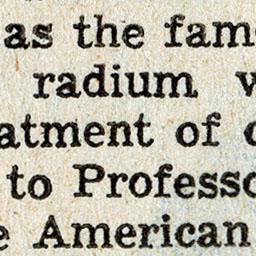 as the fam
radium
atment of
to Professo
American